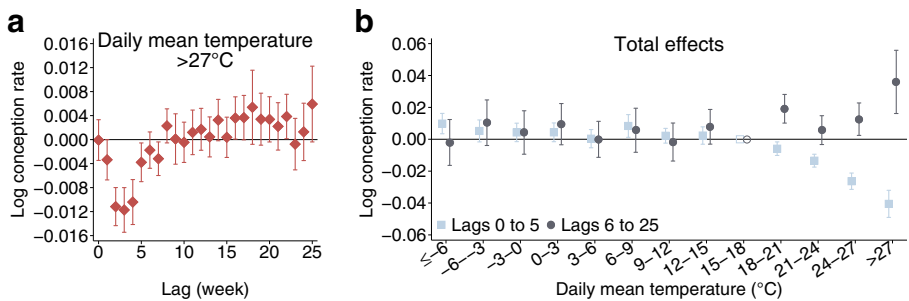 a
Daily mean temperature
>27°C
Log conception rate
0.016
0.012
0.008
0.004
0.000
−0.004
−0.008
−0.012
−0.016
0 5 10 15 20 25
Lag (week)
b
Total effects
Log conception rate
0.06
0.04
0.02
0.00
−0.02
−0.04
−0.06
Lags 0 to 5 Lags 6 to 25
≤−6 −6–−3 −3–0 0–3 3–6 6–9 9–12 12–15 15–18 18–21 21–24 24–27 >27
Daily mean temperature (°C)